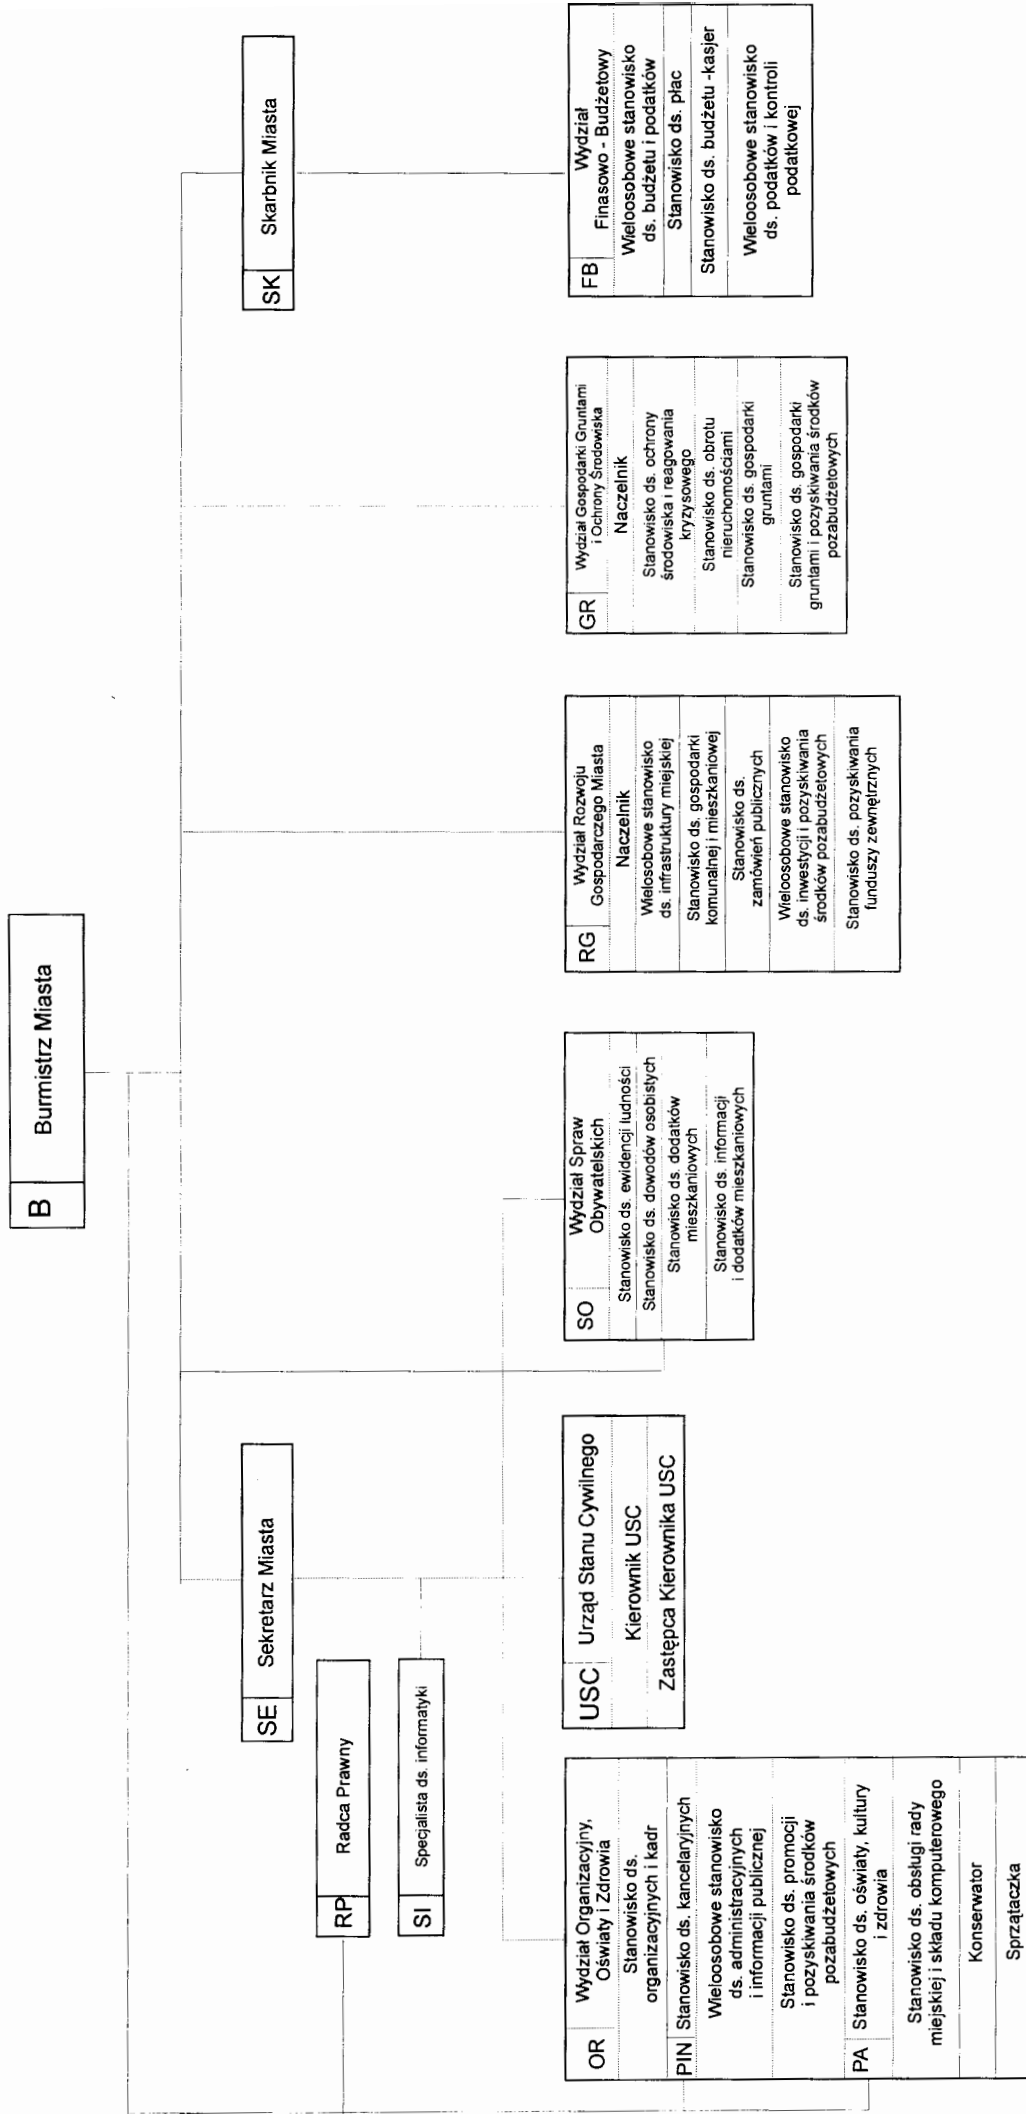 B
Burmistrz Miasta
SE
Sekretarz Miasta
SK
Skarbnik Miasta
RP
Radca Prawny
SI
Specjalista ds. informatyki
OR
Wydział Organizacyjny,
Oświaty i Zdrowia
Stanowisko ds.
organizacyjnych i kadr
PIN
Stanowisko ds. kancelaryjnych
Wieloosobowe stanowisko
ds. administracyjnych
i informacji publicznej
Stanowisko ds. promocji
i pozyskiwania środków
pozabudżetowych
PA
Stanowisko ds. oświaty, kultury
i zdrowia
Stanowisko ds. obsługi rady
miejskiej i składu komputerowego
Konserwator
Sprzątaczka
USC
Urząd Stanu Cywilnego
Kierownik USC
Zastępca Kierownika USC
SO
Wydział Spraw
Obywatelskich
Stanowisko ds. ewidencji ludności
Stanowisko ds. dowodów osobistych
Stanowisko ds. dodatków
mieszkaniowych
Stanowisko ds. informacji
i dodatków mieszkaniowych
RG
Wydział Rozwoju
Gospodarczego Miasta
Naczelnik
Wielosobowe stanowisko
ds. infrastruktury miejskiej
Stanowisko ds. gospodarki
komunalnej i mieszkaniowej
Stanowisko ds.
zamówień publicznych
Wieloosobowe stanowisko
ds. inwestycji i pozyskiwania
środków pozabudżetowych
Stanowisko ds. pozyskiwania
funduszy zewnętrznych
GR
Wydział Gospodarki Gruntami
i Ochrony Środowiska
Naczelnik
Stanowisko ds. ochrony
środowiska i reagowania
kryzysowego
Stanowisko ds. obrotu
nieruchomościami
Stanowisko ds. gospodarki
gruntami
Stanowisko ds. gospodarki
gruntami i pozyskiwania środków
pozabudżetowych
FB
Wydział
Finasowo - Budżetowy
Wieloosobowe stanowisko
ds. budżetu i podatków
Stanowisko ds. płac
Stanowisko ds. budżetu -kasjer
Wieloosobowe stanowisko
ds. podatków i kontroli
podatkowej